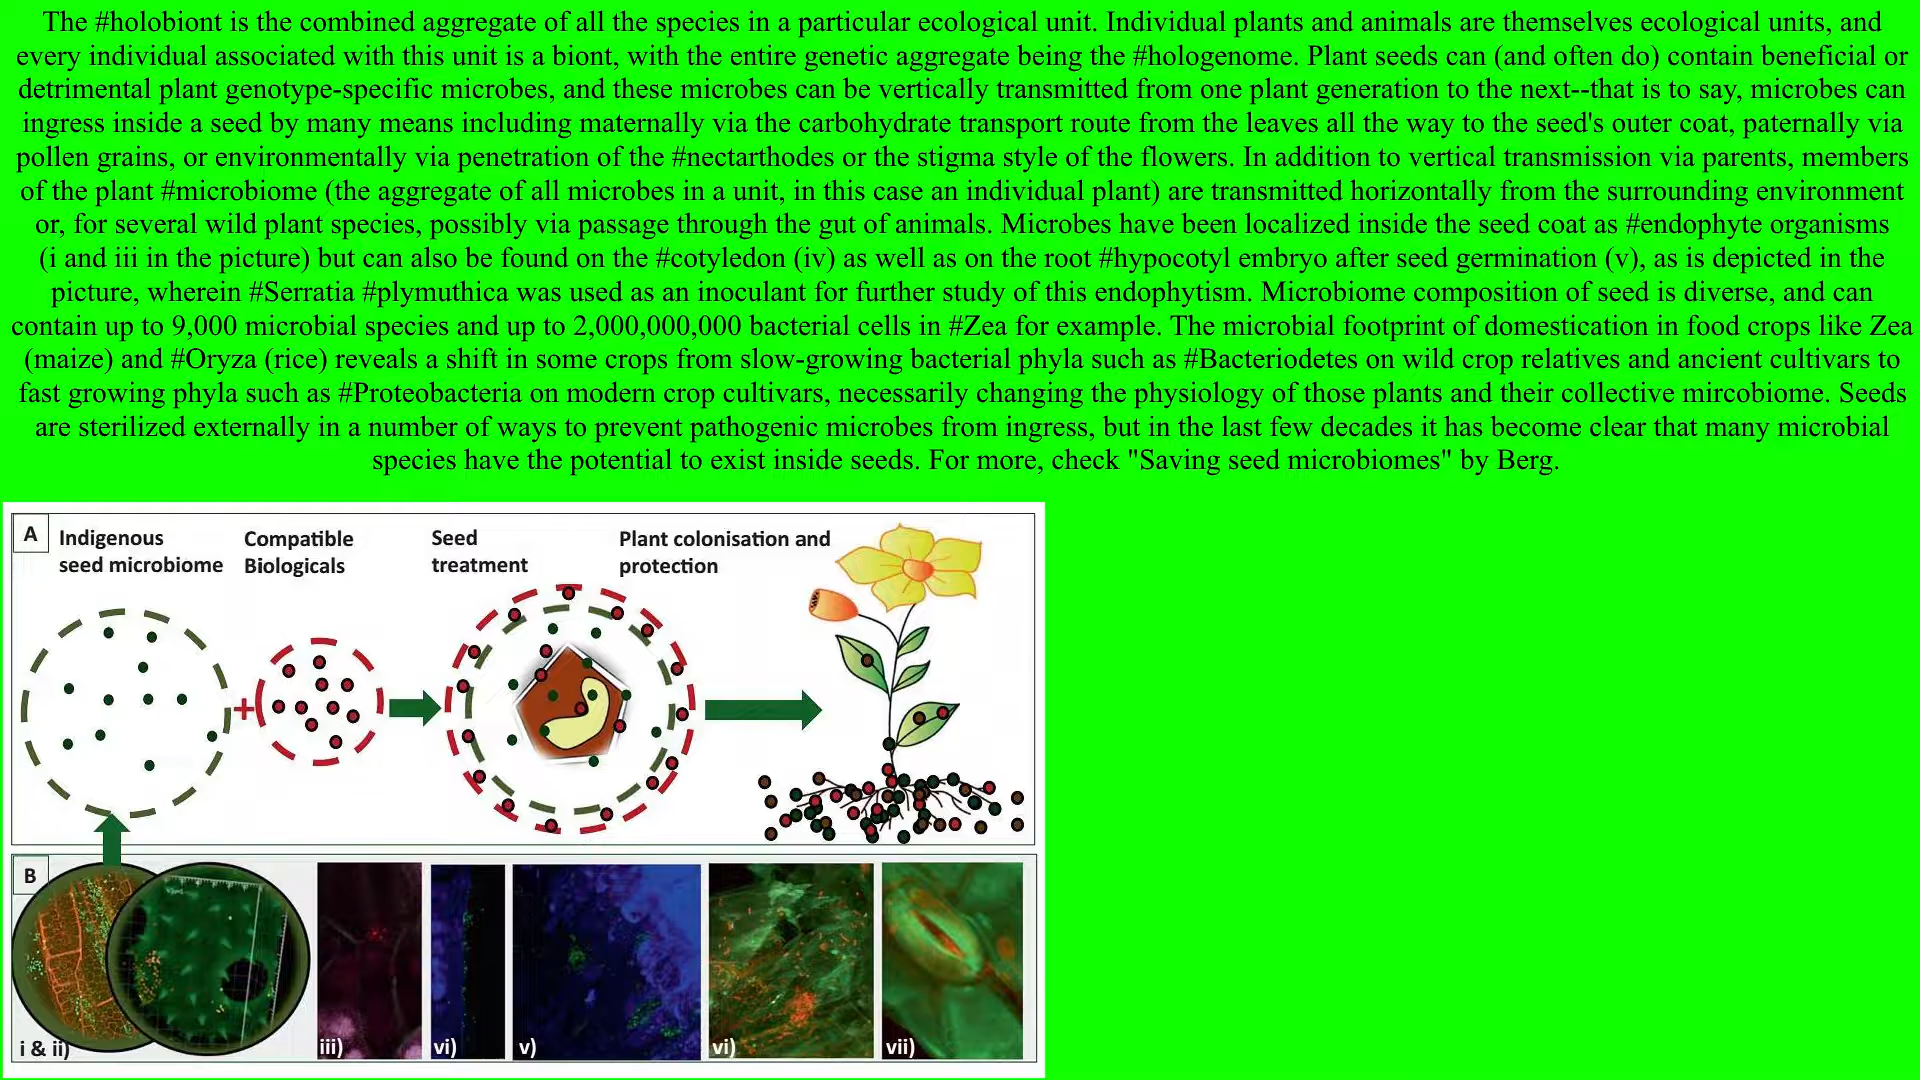 The #holobiont is the combined aggregate of all the species in a particular ecological unit. Individual plants and animals are themselves ecological units, and
every individual associated with this unit is a biont, with the entire genetic aggregate being the #hologenome. Plant seeds can (and often do) contain beneficial or
detrimental plant genotype-specific microbes, and these microbes can be vertically transmitted from one plant generation to the next--that is to say, microbes can
ingress inside a seed by many means including maternally via the carbohydrate transport route from the leaves all the way to the seed's outer coat, paternally via
pollen grains, or environmentally via penetration of the #nectarthodes or the stigma style of the flowers. In addition to vertical transmission via parents, members
of the plant #microbiome (the aggregate of all microbes in a unit, in this case an individual plant) are transmitted horizontally from the surrounding environment
or, for several wild plant species, possibly via passage through the gut of animals. Microbes have been localized inside the seed coat as #endophyte organisms
(i and iii in the picture) but can also be found on the #cotyledon (iv) as well as on the root #hypocotyl embryo after seed germination (v), as is depicted in the
picture, wherein #Serratia #plymuthica was used as an inoculant for further study of this endophytism. Microbiome composition of seed is diverse, and can
contain up to 9,000 microbial species and up to 2,000,000,000 bacterial cells in #Zea for example. The microbial footprint of domestication in food crops like Zea
(maize) and #Oryza (rice) reveals a shift in some crops from slow-growing bacterial phyla such as #Bacteriodetes on wild crop relatives and ancient cultivars to
fast growing phyla such as #Proteobacteria on modern crop cultivars, necessarily changing the physiology of those plants and their collective mircobiome. Seeds
are sterilized externally in a number of ways to prevent pathogenic microbes from ingress, but in the last few decades it has become clear that many microbial
species have the potential to exist inside seeds. For more, check "Saving seed microbiomes" by Berg.
A
Indigenous
seed microbiome
Compatible
Biologicals
Seed
treatment
Plant colonisation and
protection
+
B
i & ii)
iii)
vi)
v)
vi)
vii)